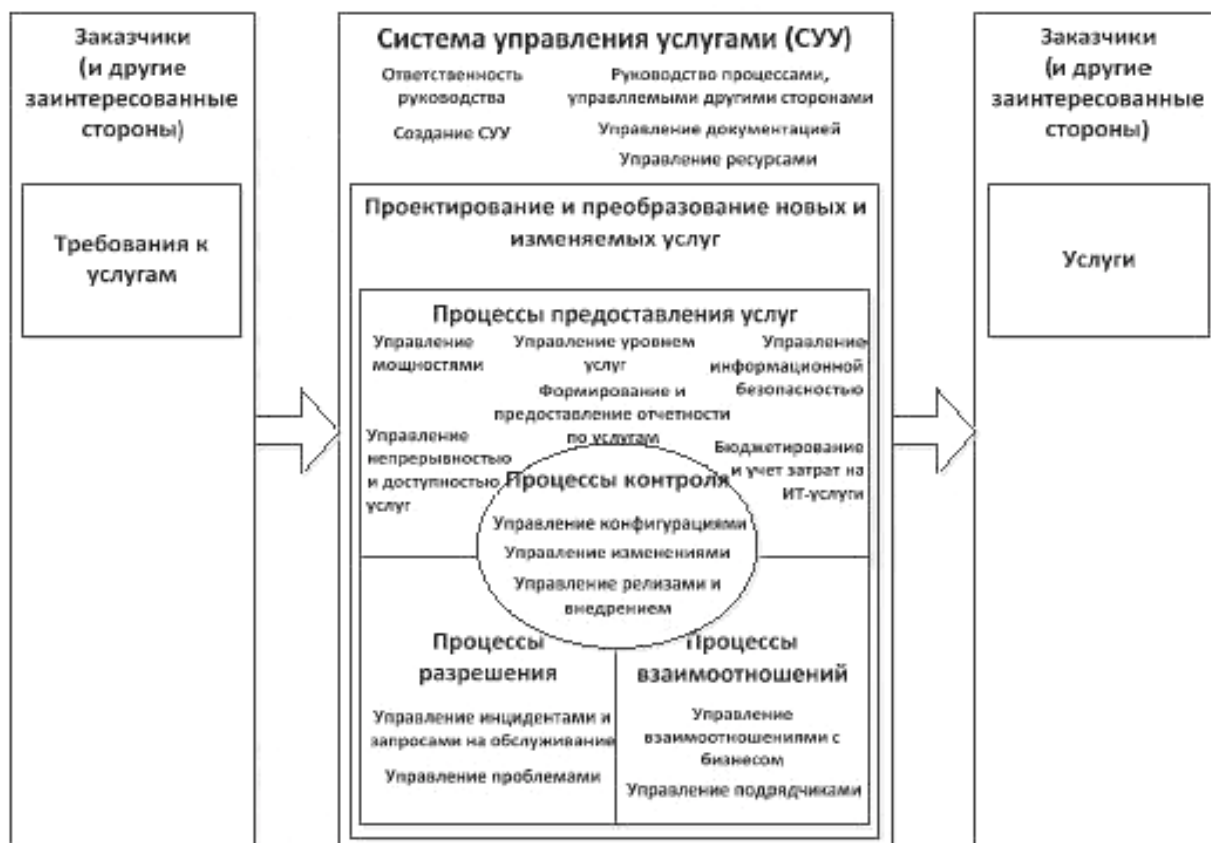 Заказчики
(и другие
заинтересованные
стороны)
Требования к
услугам
Система управления услугами (СУУ)
Ответственность
руководства
Создание СУУ
Руководство процессами,
управляемыми другими сторонами
Управление документацией
Управление ресурсами
Проектирование и преобразование новых и
изменяемых услуг
Процессы предоставления услуг
Управление
мощностями
Управление уровнем
услуг
Управление
информационной
безопасностью
Формирование и
предоставление отчетности
по услугам
Управление
непрерывностью
и доступностью
услуг
Бюджетирование
и учет затрат на
ИТ-услуги
Процессы контроля
Управление конфигурациями
Управление изменениями
Управление релизами и
внедрением
Процессы
разрешения
Управление инцидентами и
запросами на обслуживание
Управление проблемами
Процессы
взаимоотношений
Управление
взаимоотношениями с
бизнесом
Управление подрядчиками
Заказчики
(и другие
заинтересованные
стороны)
Услуги